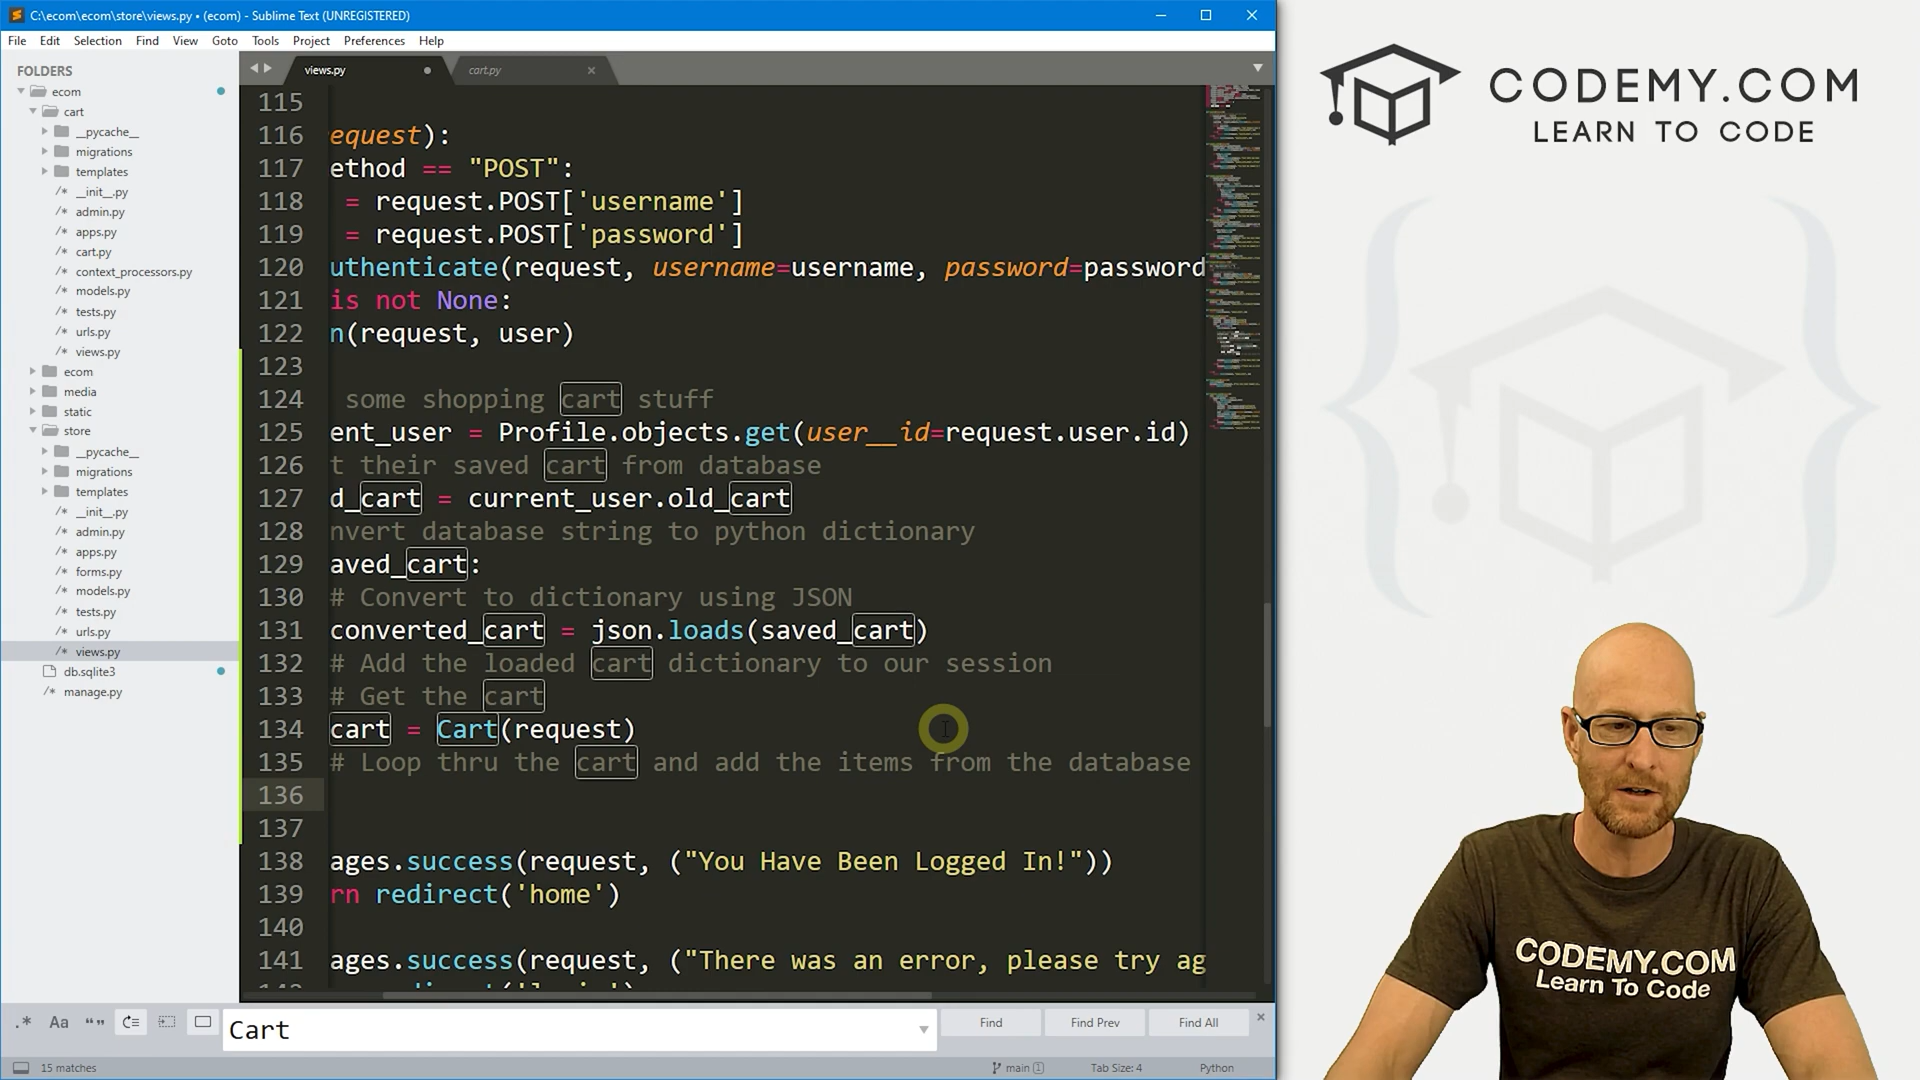 C:\ecom\ecom\store\views.py • (ecom) - Sublime Text (UNREGISTERED)
File Edit Selection Find View Goto Tools Project Preferences Help
FOLDERS
ecom
cart
__pycache__
migrations
templates
/* __init__.py
/* admin.py
/* apps.py
/* cart.py
/* context_processors.py
/* models.py
/* tests.py
/* urls.py
/* views.py
ecom
media
static
store
__pycache__
migrations
templates
/* __init__.py
/* admin.py
/* apps.py
/* forms.py
/* models.py
/* tests.py
/* urls.py
/* views.py
db.sqlite3
/* manage.py
views.py cart.py
115
116 equest):
117 ethod == "POST":
118 = request.POST['username']
119 = request.POST['password']
120 uthenticate(request, username=username, password=password
121 is not None:
122 n(request, user)
123
124 some shopping cart stuff
125 ent_user = Profile.objects.get(user__id=request.user.id)
126 t their saved cart from database
127 d_cart = current_user.old_cart
128 nvert database string to python dictionary
129 aved_cart:
130 # Convert to dictionary using JSON
131 converted_cart = json.loads(saved_cart)
132 # Add the loaded cart dictionary to our session
133 # Get the cart
134 cart = Cart(request)
135 # Loop thru the cart and add the items from the database
136
137
138 ages.success(request, ("You Have Been Logged In!"))
139 rn redirect('home')
140
141 ages.success(request, ("There was an error, please try ag
.* Aa “” Cart Find Find Prev Find All
15 matches main 1 Tab Size: 4 Python
CODEMY.COM
LEARN TO CODE
CODEMY.COM
Learn To Code